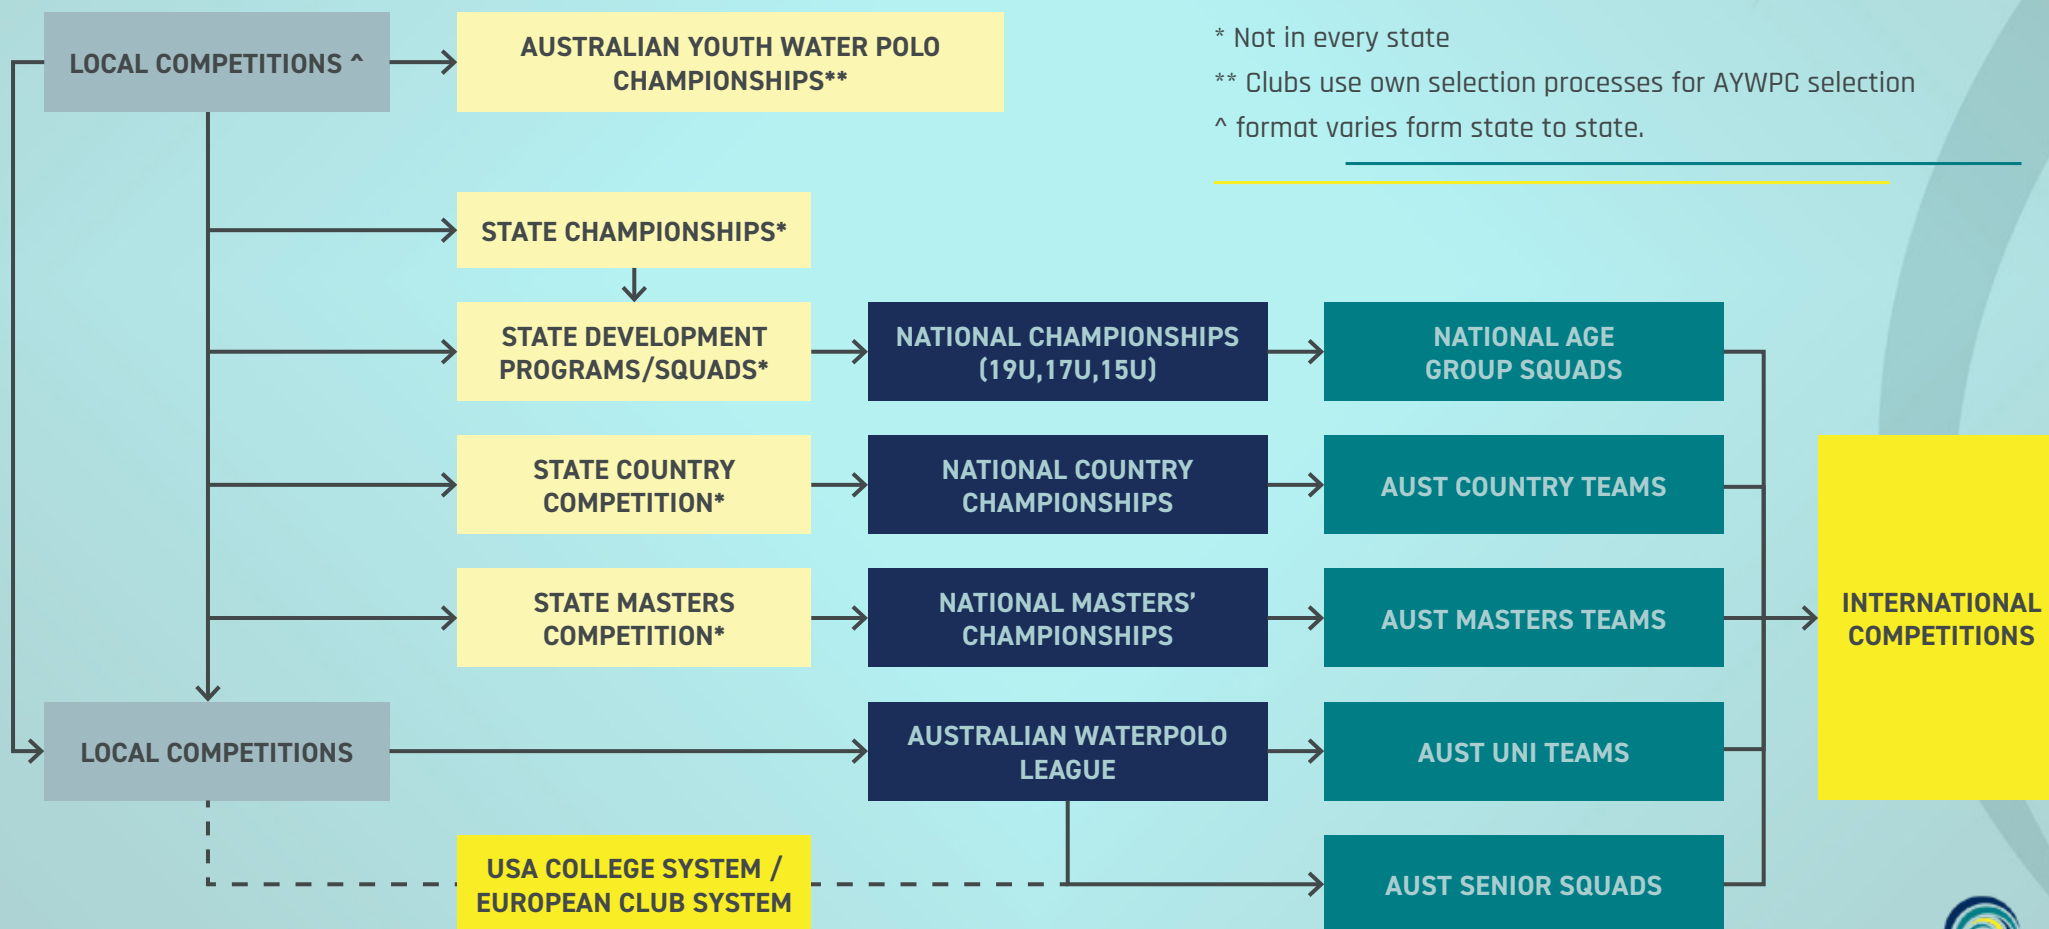 LOCAL COMPETITIONS ^
AUSTRALIAN YOUTH WATER POLO
CHAMPIONSHIPS**
* Not in every state
** Clubs use own selection processes for AYWPC selection
^ format varies form state to state.
STATE CHAMPIONSHIPS*
STATE DEVELOPMENT
PROGRAMS/SQUADS*
NATIONAL CHAMPIONSHIPS
(19U,17U,15U)
NATIONAL AGE
GROUP SQUADS
STATE COUNTRY
COMPETITION*
NATIONAL COUNTRY
CHAMPIONSHIPS
AUST COUNTRY TEAMS
STATE MASTERS
COMPETITION*
NATIONAL MASTERS’
CHAMPIONSHIPS
AUST MASTERS TEAMS
INTERNATIONAL
COMPETITIONS
LOCAL COMPETITIONS
AUSTRALIAN WATERPOLO
LEAGUE
AUST UNI TEAMS
USA COLLEGE SYSTEM /
EUROPEAN CLUB SYSTEM
AUST SENIOR SQUADS